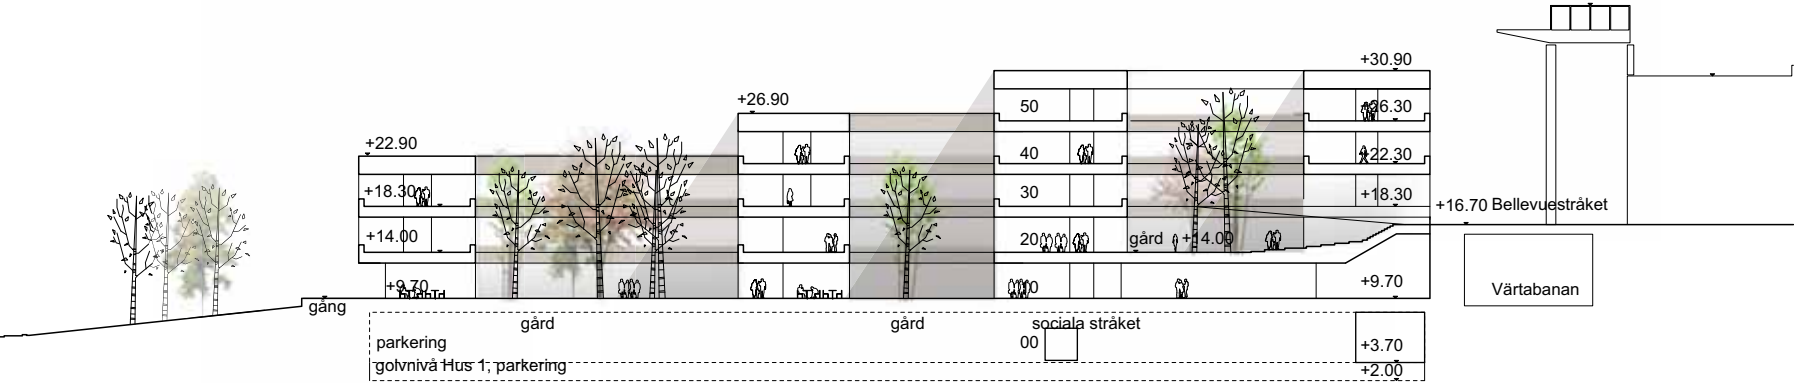 +30.90
+26.90
50
+26.30
+22.90
40
+22.30
+18.30
30
+18.30
+16.70 Bellevuestråket
+14.00
20
gård +14.00
+9.70
+9.70
Värtabanan
gång
gård
gård
sociala stråket
parkering
00
+3.70
golvnivå Hus 1, parkering
+2.00